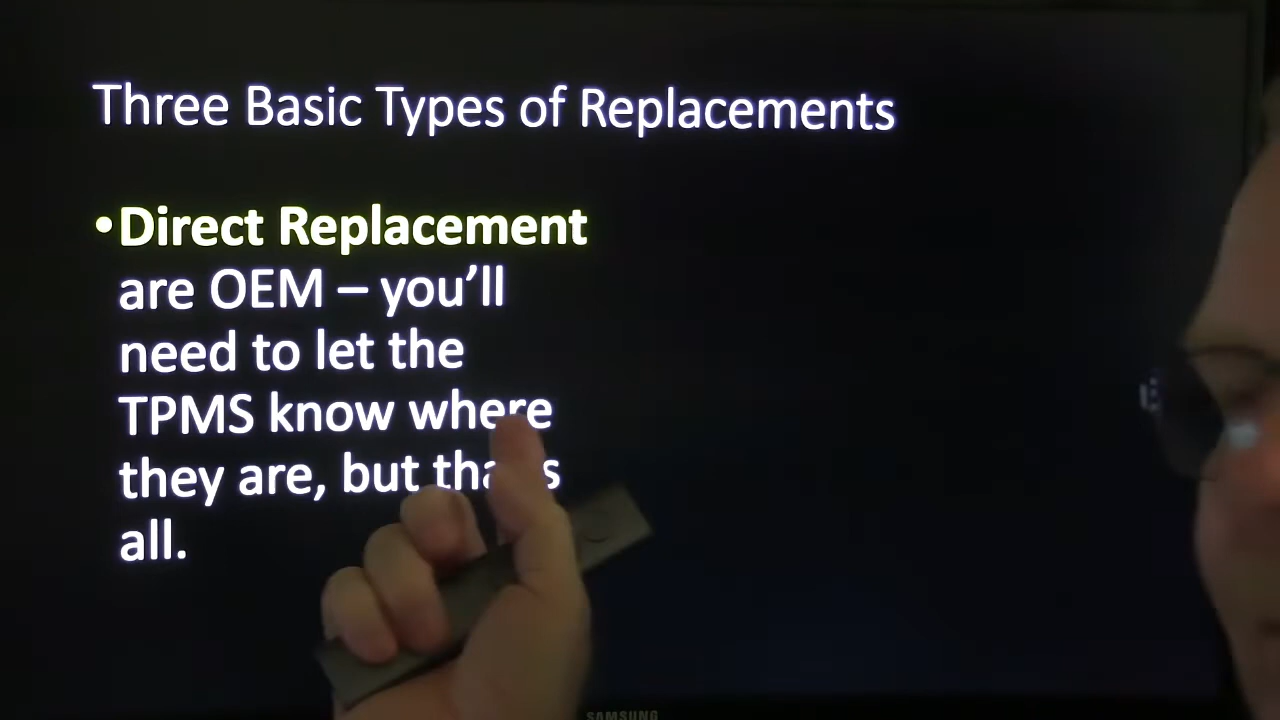 Three Basic Types of Replacements
•Direct Replacement
are OEM – you'll
need to let the
TPMS know where
they are, but
all.
SAMSUNG